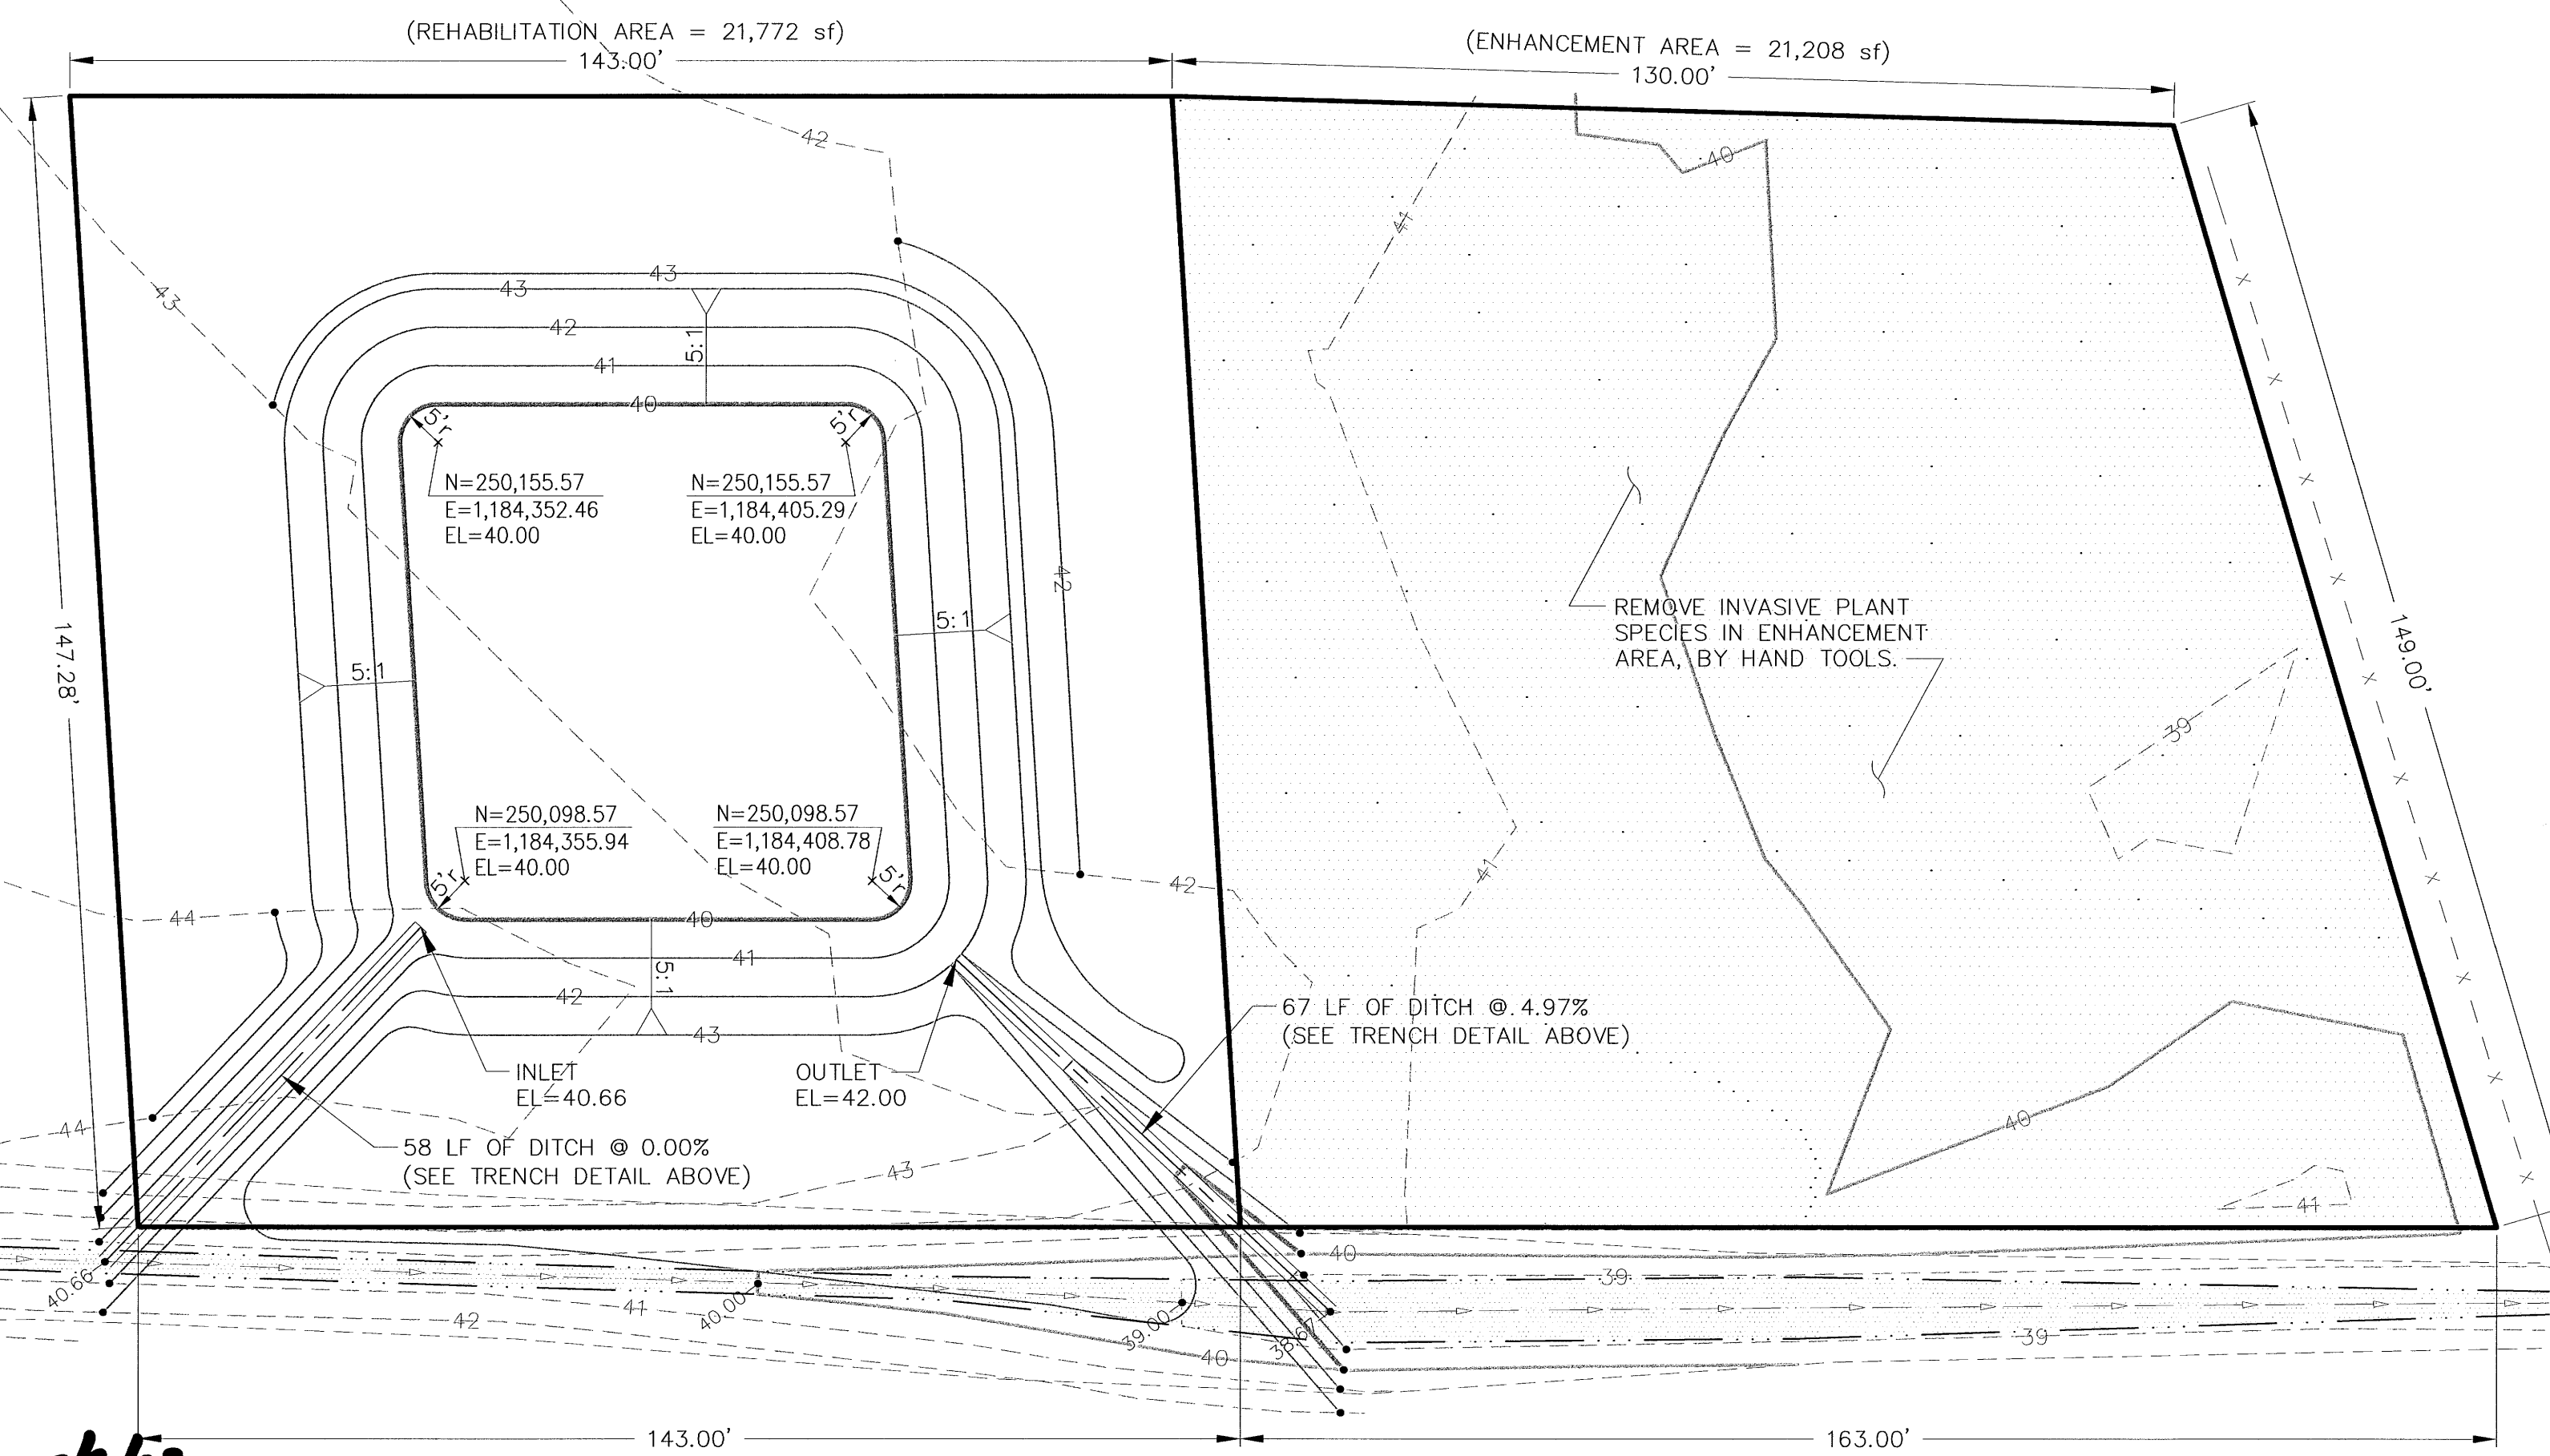 (REHABILITATION AREA = 21,772 sf)
143.00'
(ENHANCEMENT AREA = 21,208 sf)
130.00'
42
40
41
43
43
43
42
5:1
41
40
5'r
5'r
N=250,155.57
E=1,184,352.46
EL=40.00
N=250,155.57
E=1,184,405.29
EL=40.00
42
5:1
5:1
147.28'
149.00'
REMOVE INVASIVE PLANT
SPECIES IN ENHANCEMENT
AREA, BY HAND TOOLS.
39
N=250,098.57
E=1,184,355.94
EL=40.00
N=250,098.57
E=1,184,408.78
EL=40.00
5'r
5'r
41
42
44
40
41
5:1
42
43
67 LF OF DITCH @ 4.97%
(SEE TRENCH DETAIL ABOVE)
INLET
EL=40.66
OUTLET
EL=42.00
44
40
58 LF OF DITCH @ 0.00%
(SEE TRENCH DETAIL ABOVE)
43
41
40
39
40.66
41
42
40.00
39.00
38.67
40
39
143.00'
163.00'